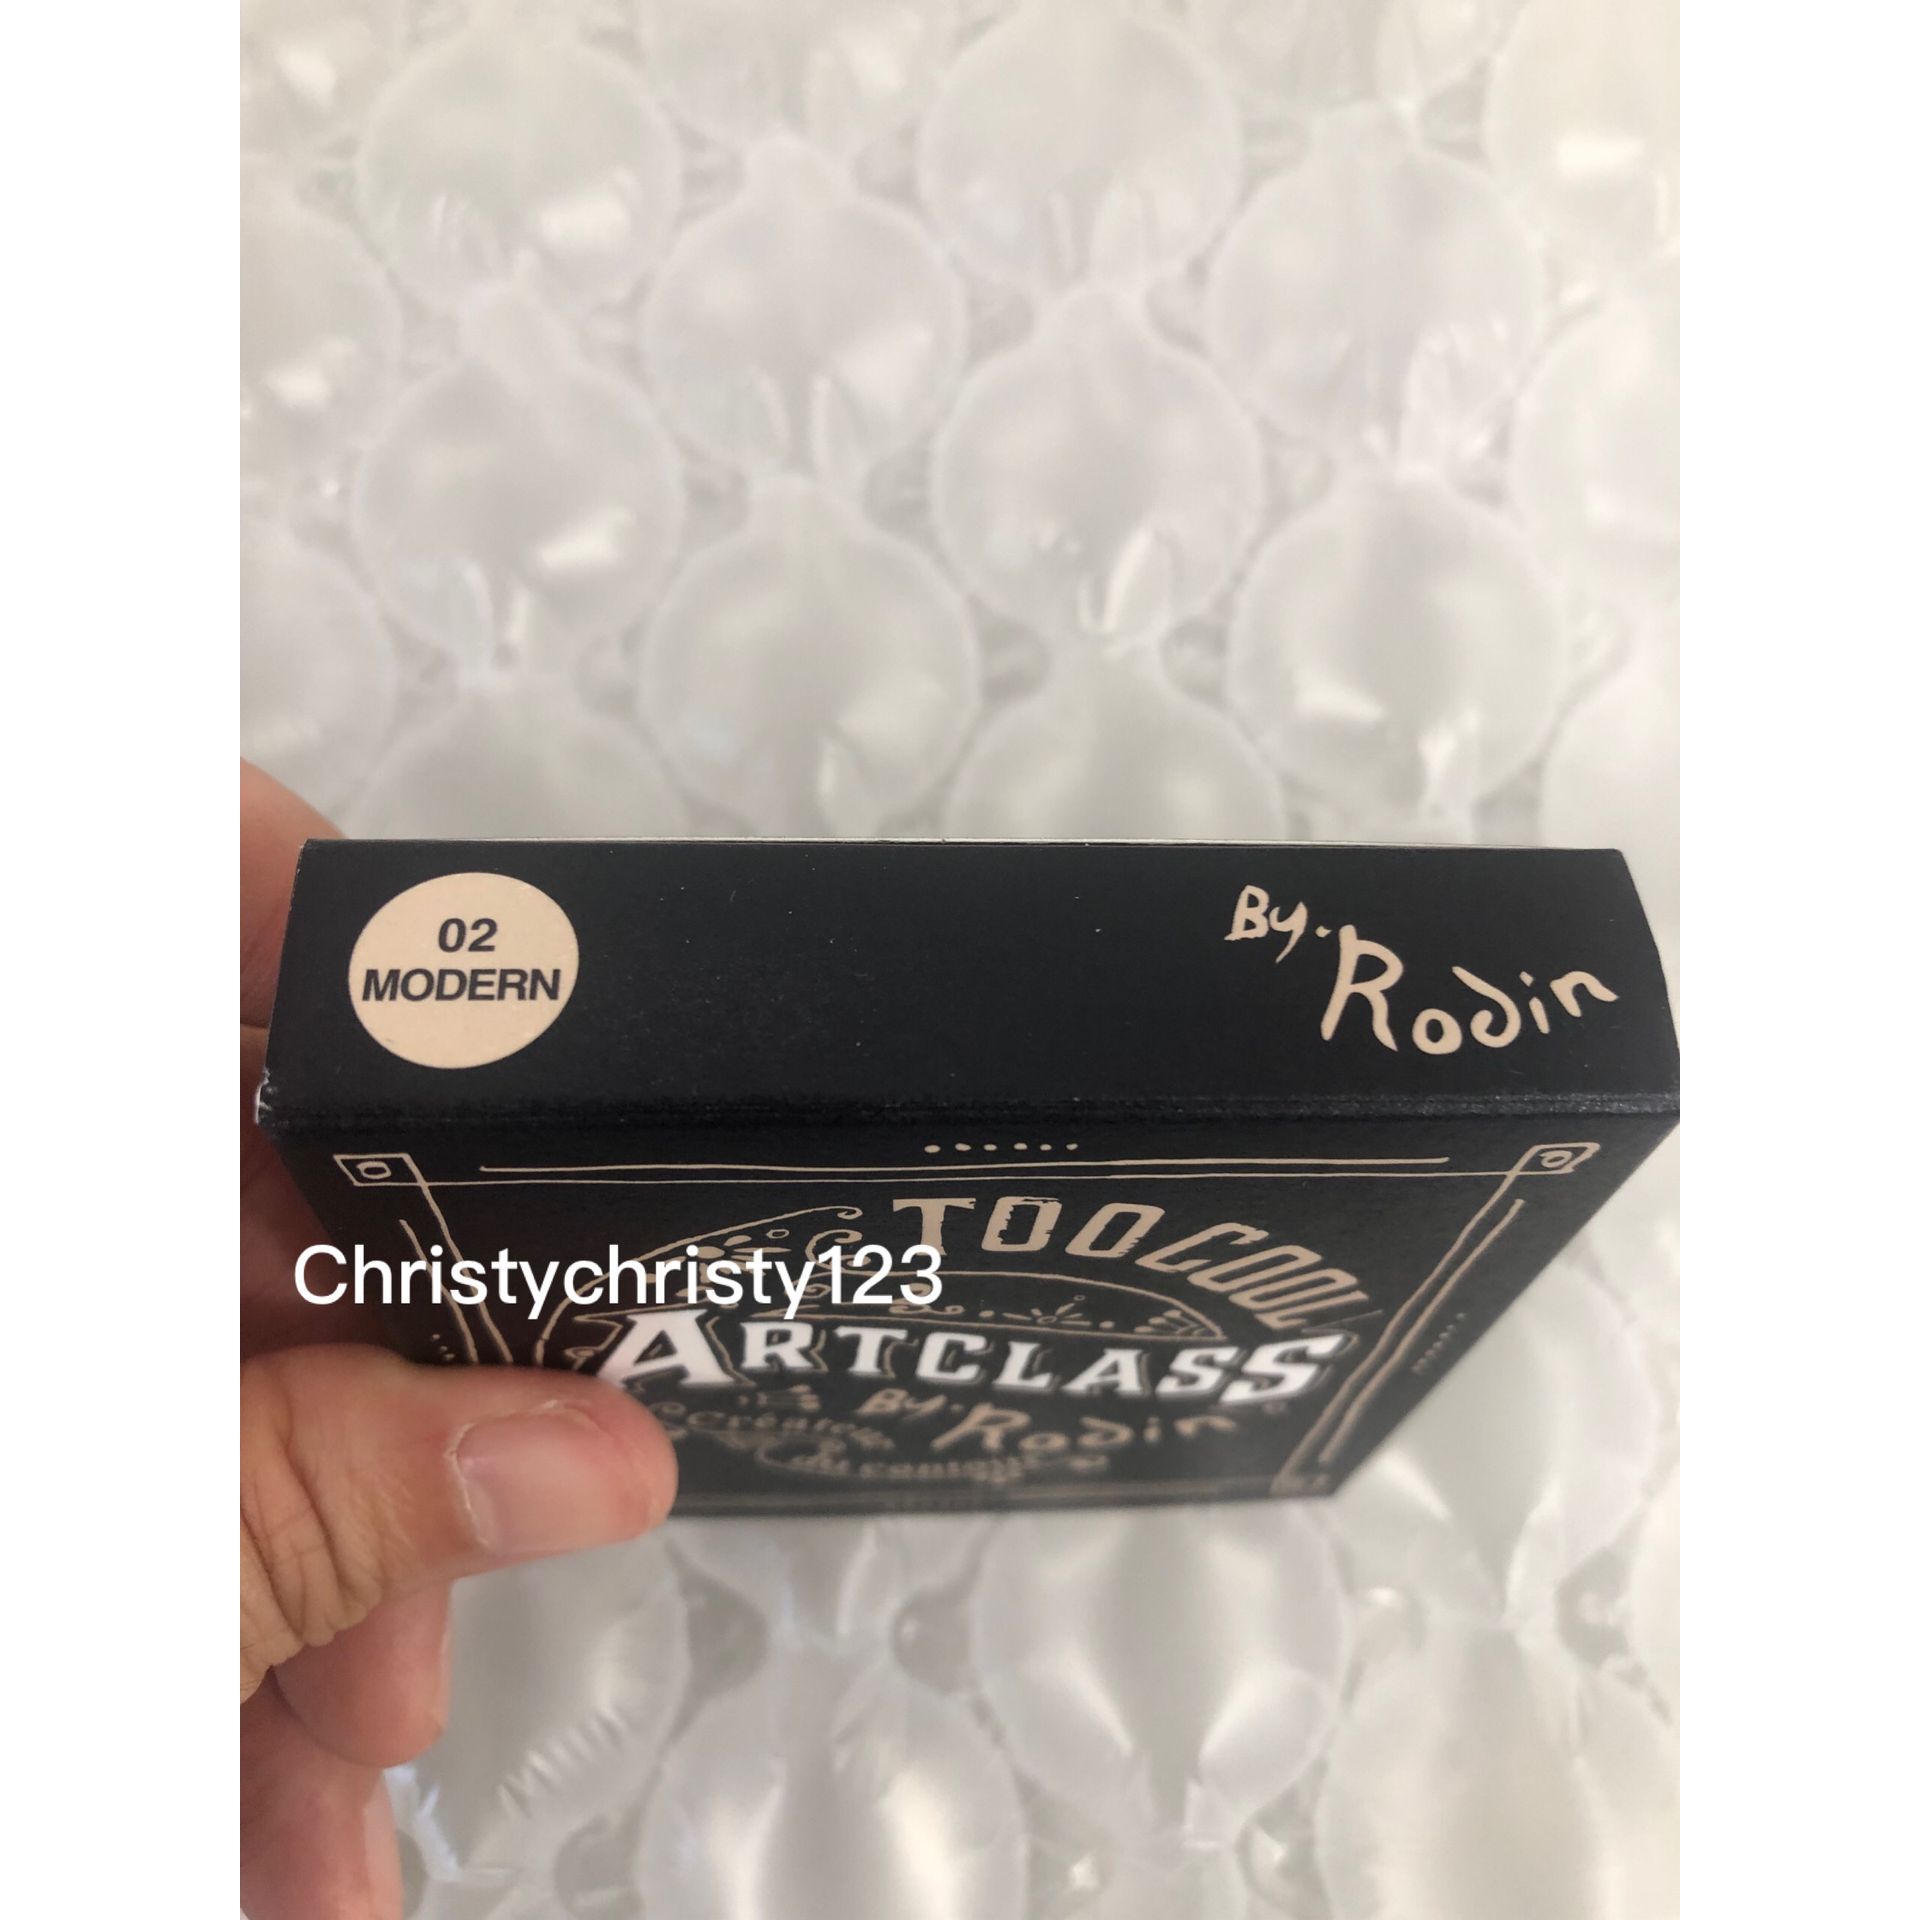 02
MODERN
By. Rodin
TOO COOL
Christychristy123
ARTCLASS
By. Rodin